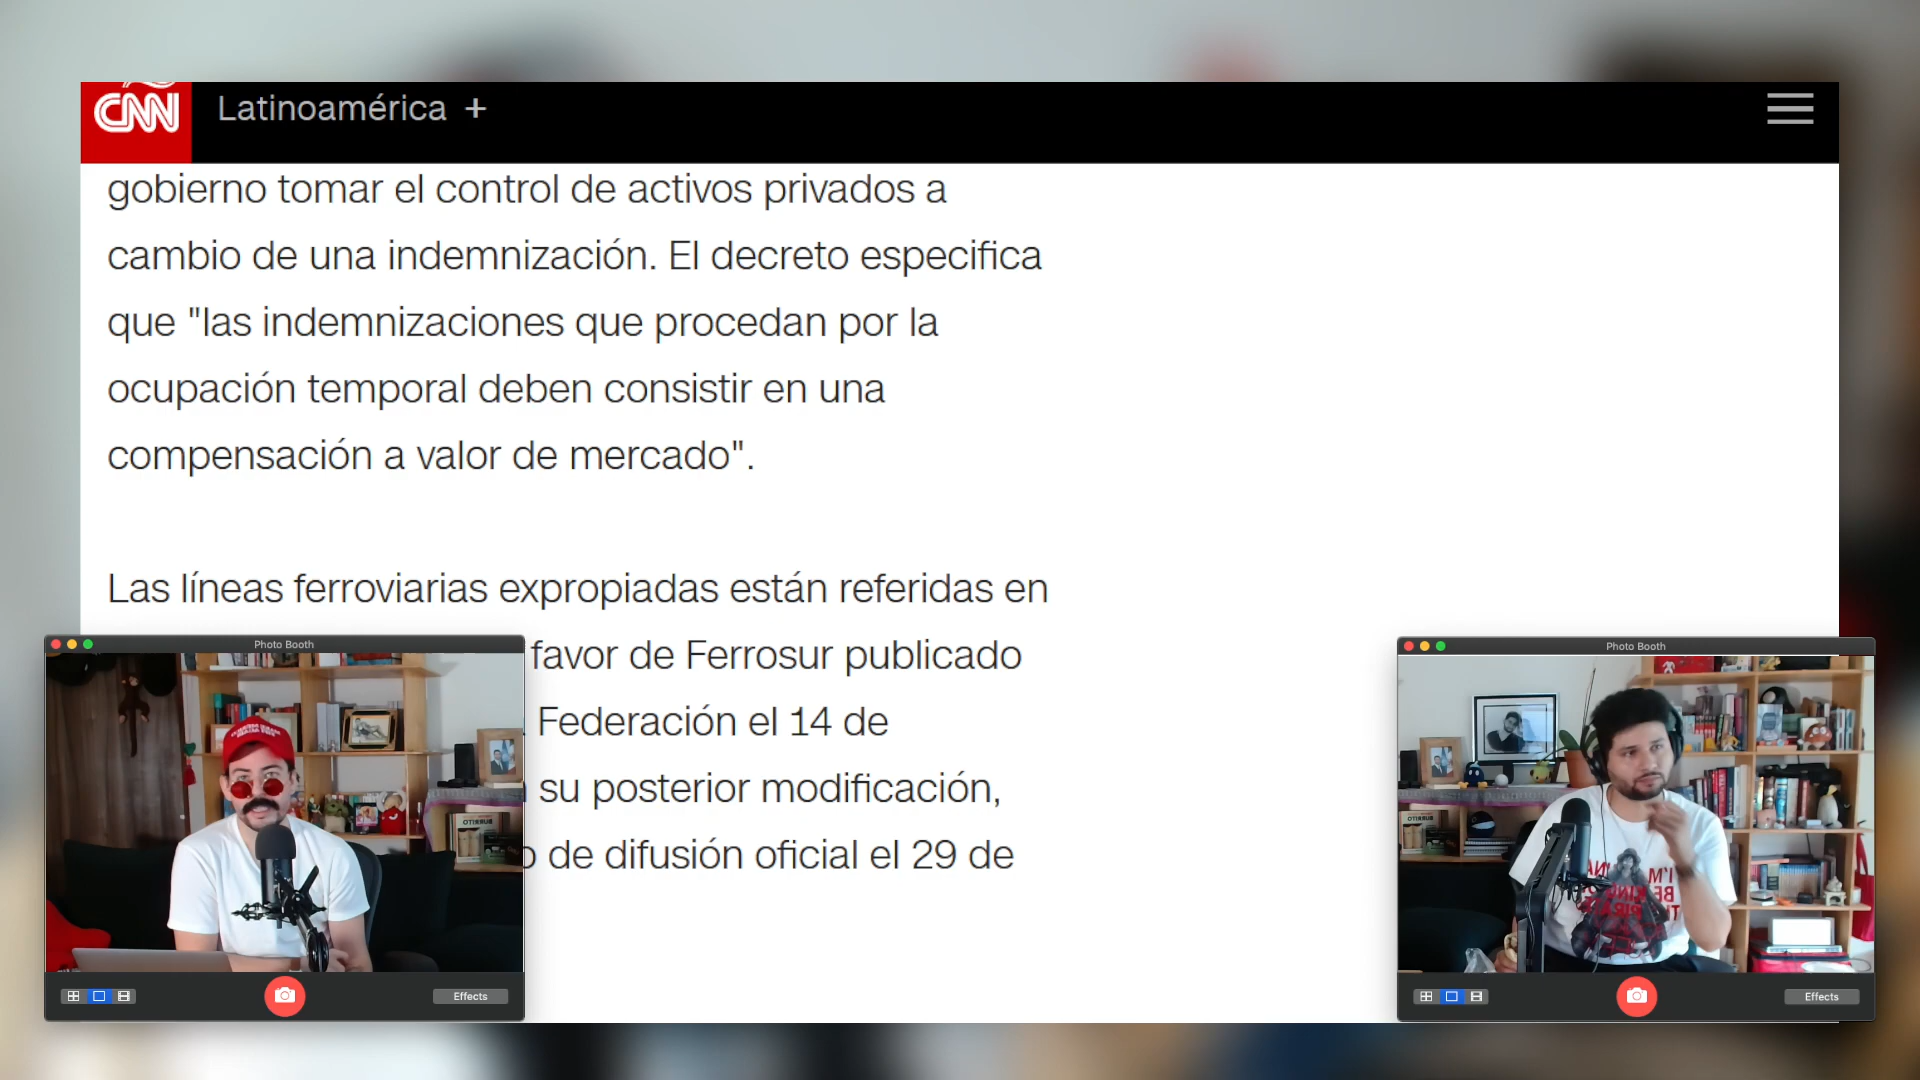 CNN
Latinoamérica +
gobierno tomar el control de activos privados a
cambio de una indemnización. El decreto especifica
que "las indemnizaciones que procedan por la
ocupación temporal deben consistir en una
compensación a valor de mercado".
Las líneas ferroviarias expropiadas están referidas en
favor de Ferrosur publicado
Federación el 14 de
su posterior modificación,
de difusión oficial el 29 de
Photo Booth
Effects
Photo Booth
I'M
BE KING
Effects